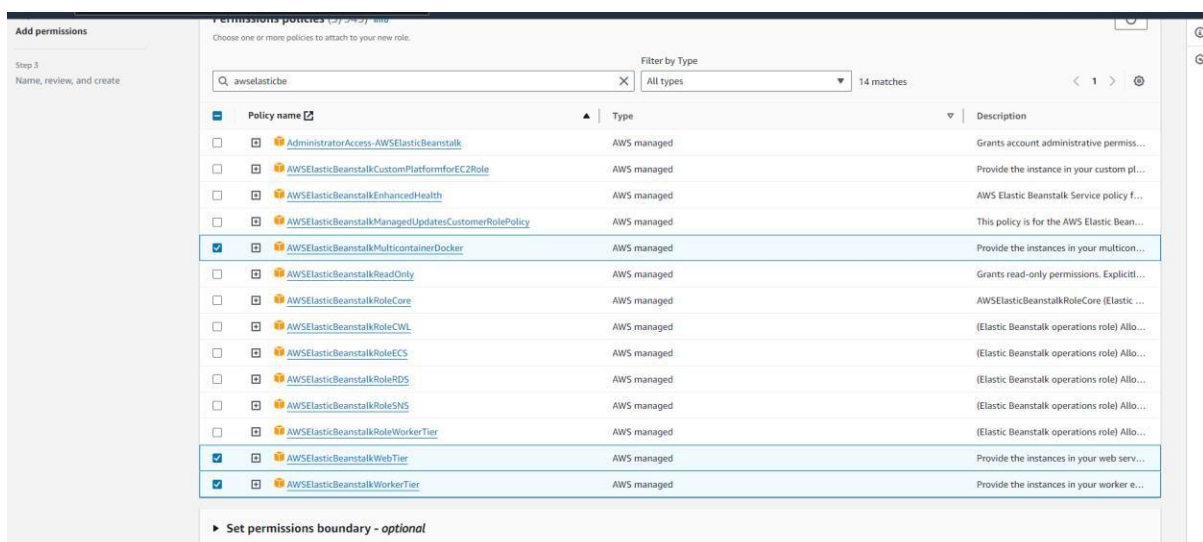 Add permissions
Permissions policies (3/945) Info
Choose one or more policies to attach to your new role.
Step 3
Name, review, and create
Filter by Type
awselasticbe
All types
14 matches
1
Policy name Type Description
AdministratorAccess-AWSElasticBeanstalk AWS managed Grants account administrative permiss...
AWSElasticBeanstalkCustomPlatformforEC2Role AWS managed Provide the instance in your custom pl...
AWSElasticBeanstalkEnhancedHealth AWS managed AWS Elastic Beanstalk Service policy f...
AWSElasticBeanstalkManagedUpdatesCustomerRolePolicy AWS managed This policy is for the AWS Elastic Bean...
AWSElasticBeanstalkMulticontainerDocker AWS managed Provide the instances in your multicon...
AWSElasticBeanstalkReadOnly AWS managed Grants read-only permissions. Explicitl...
AWSElasticBeanstalkRoleCore AWS managed AWSElasticBeanstalkRoleCore (Elastic ...
AWSElasticBeanstalkRoleCWL AWS managed (Elastic Beanstalk operations role) Allo...
AWSElasticBeanstalkRoleECS AWS managed (Elastic Beanstalk operations role) Allo...
AWSElasticBeanstalkRoleRDS AWS managed (Elastic Beanstalk operations role) Allo...
AWSElasticBeanstalkRoleSNS AWS managed (Elastic Beanstalk operations role) Allo...
AWSElasticBeanstalkRoleWorkerTier AWS managed (Elastic Beanstalk operations role) Allo...
AWSElasticBeanstalkWebTier AWS managed Provide the instances in your web serv...
AWSElasticBeanstalkWorkerTier AWS managed Provide the instances in your worker e...
Set permissions boundary - optional